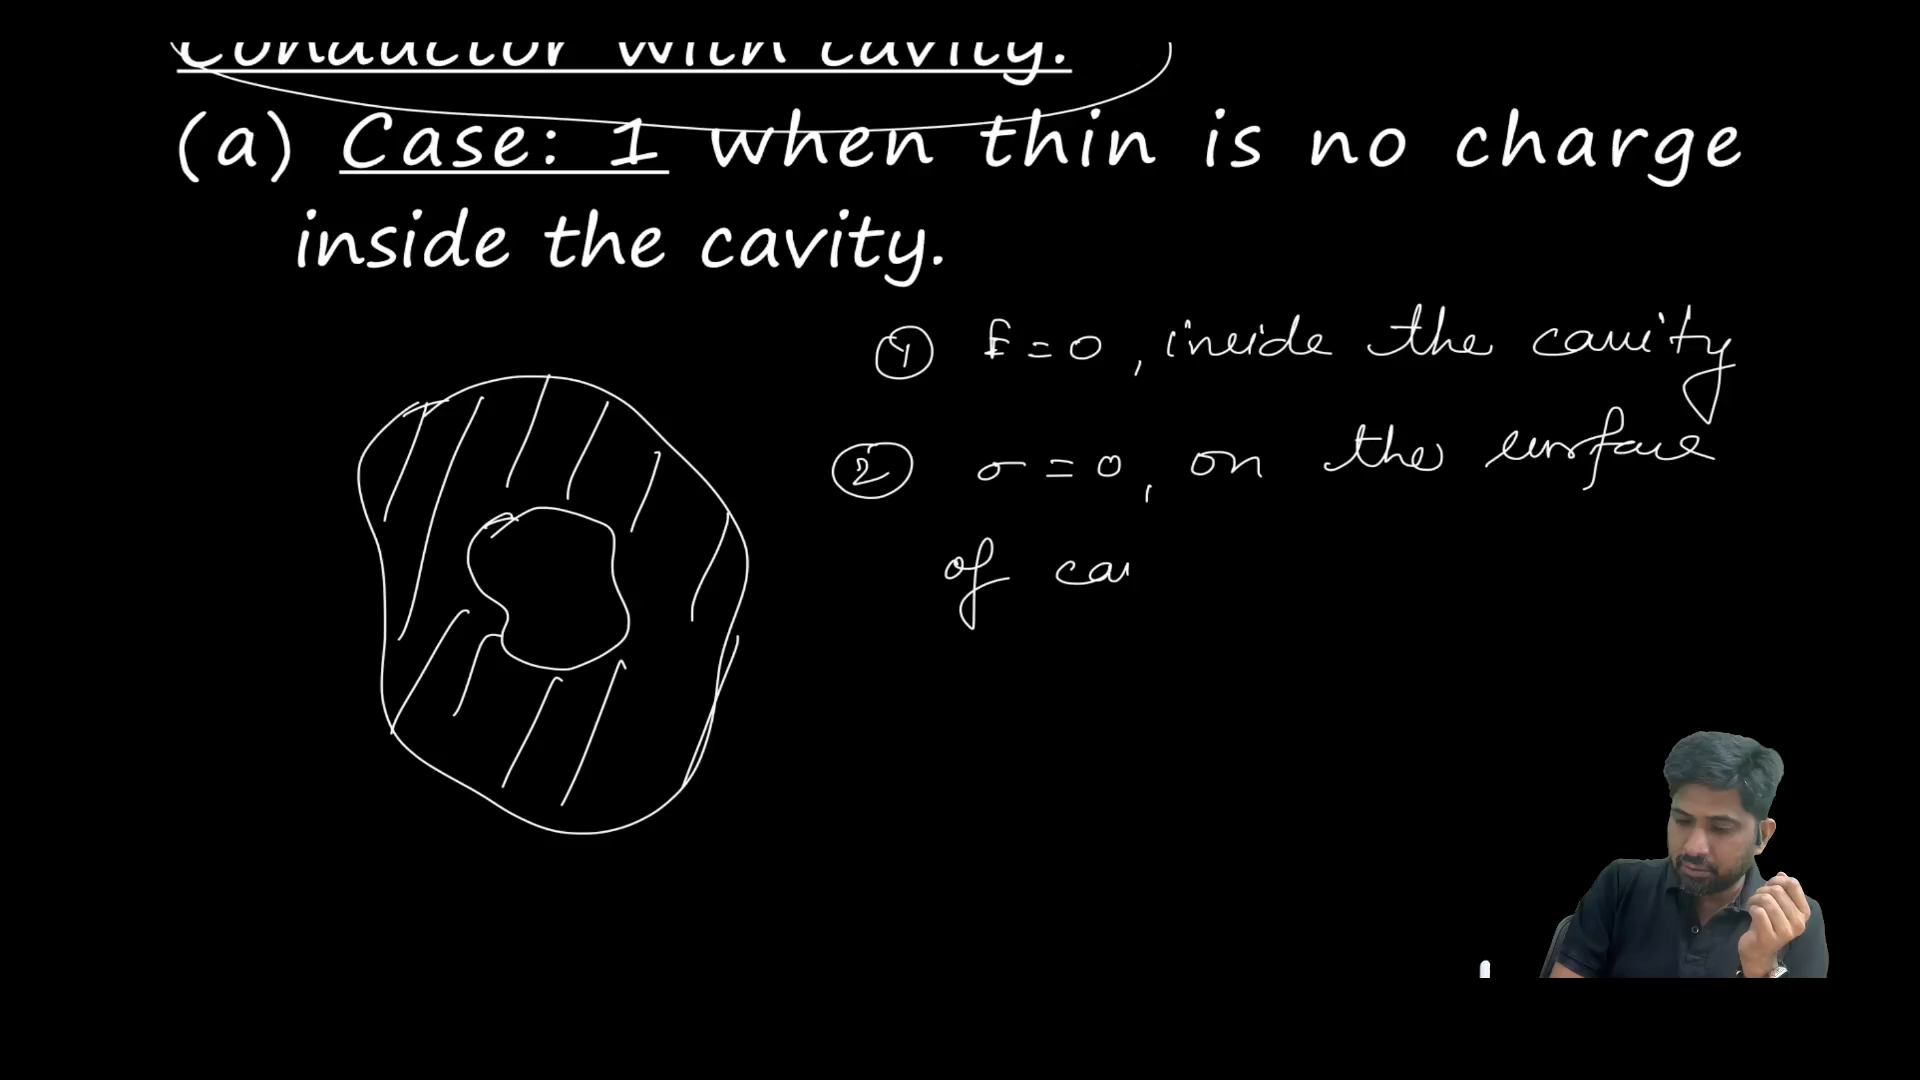 Conductor with cavity.
(a) Case: 1 when thin is no charge
inside the cavity.
① E = 0, inside the cavity
② σ = 0, on the surface
of cav